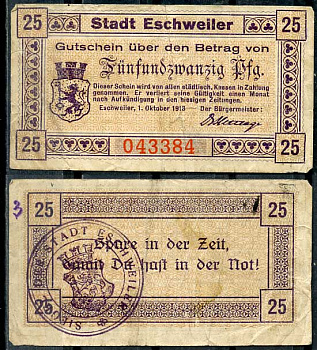 25 Stadt Eschweiler 25
Gutschein über den Betrag von
Fünfundzwanzig Pfg.
Dieser Schein wird von allen städtisch. Kassen in Zahlung
genommen. Er verliert seine Gültigkeit einen Monat
nach Aufkündigung in den hiesigen Zeitungen.
Eschweiler, 1. Oktober 1918 Der Bürgermeister:
25 043384 25
3
25 25
Spare in der Zeit,
Damit Du hast in der Not!
STADT ESCHWEILER
25 25